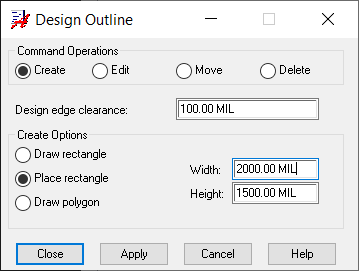 Design Outline
Command Operations
Create Edit Move Delete
Design edge clearance: 100.00 MIL
Create Options
Draw rectangle
Place rectangle
Draw polygon
Width: 2000.00 MIL
Height: 1500.00 MIL
Close Apply Cancel Help